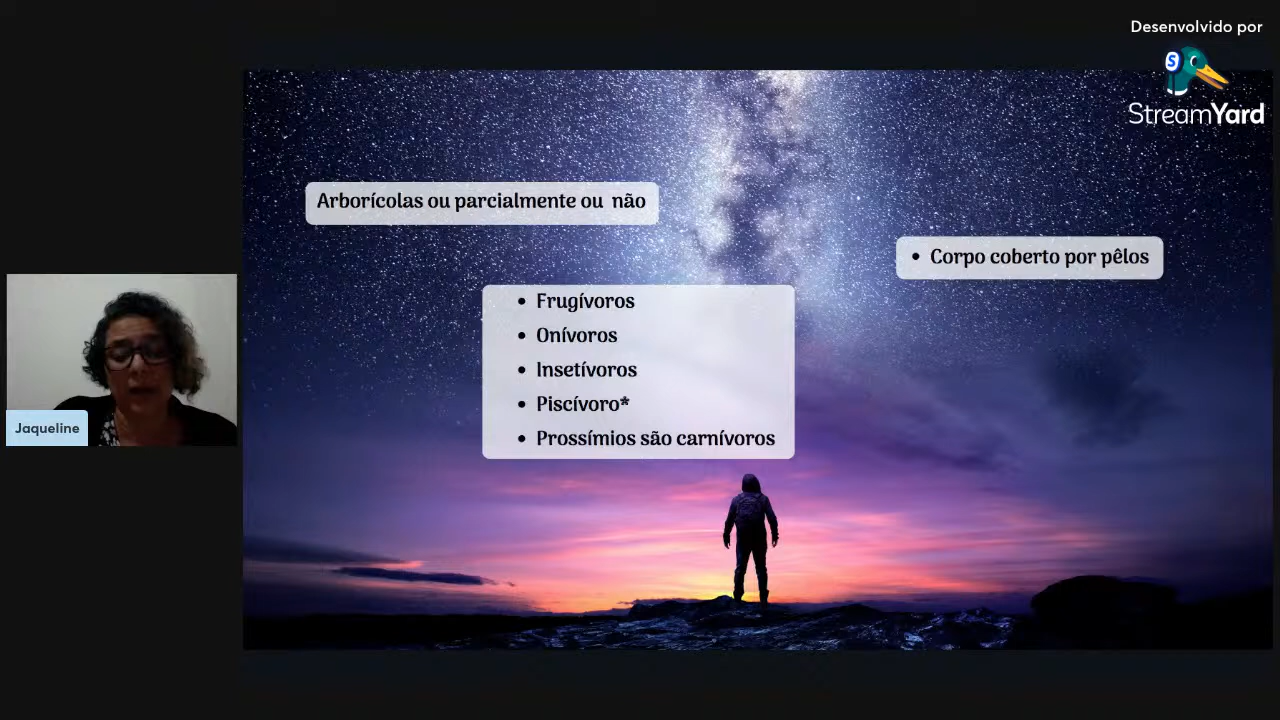 Desenvolvido por
S
StreamYard
Arborícolas ou parcialmente ou não
• Corpo coberto por pêlos
• Frugívoros
• Onívoros
• Insetívoros
• Piscívoro*
• Prossímios são carnívoros
Jaqueline